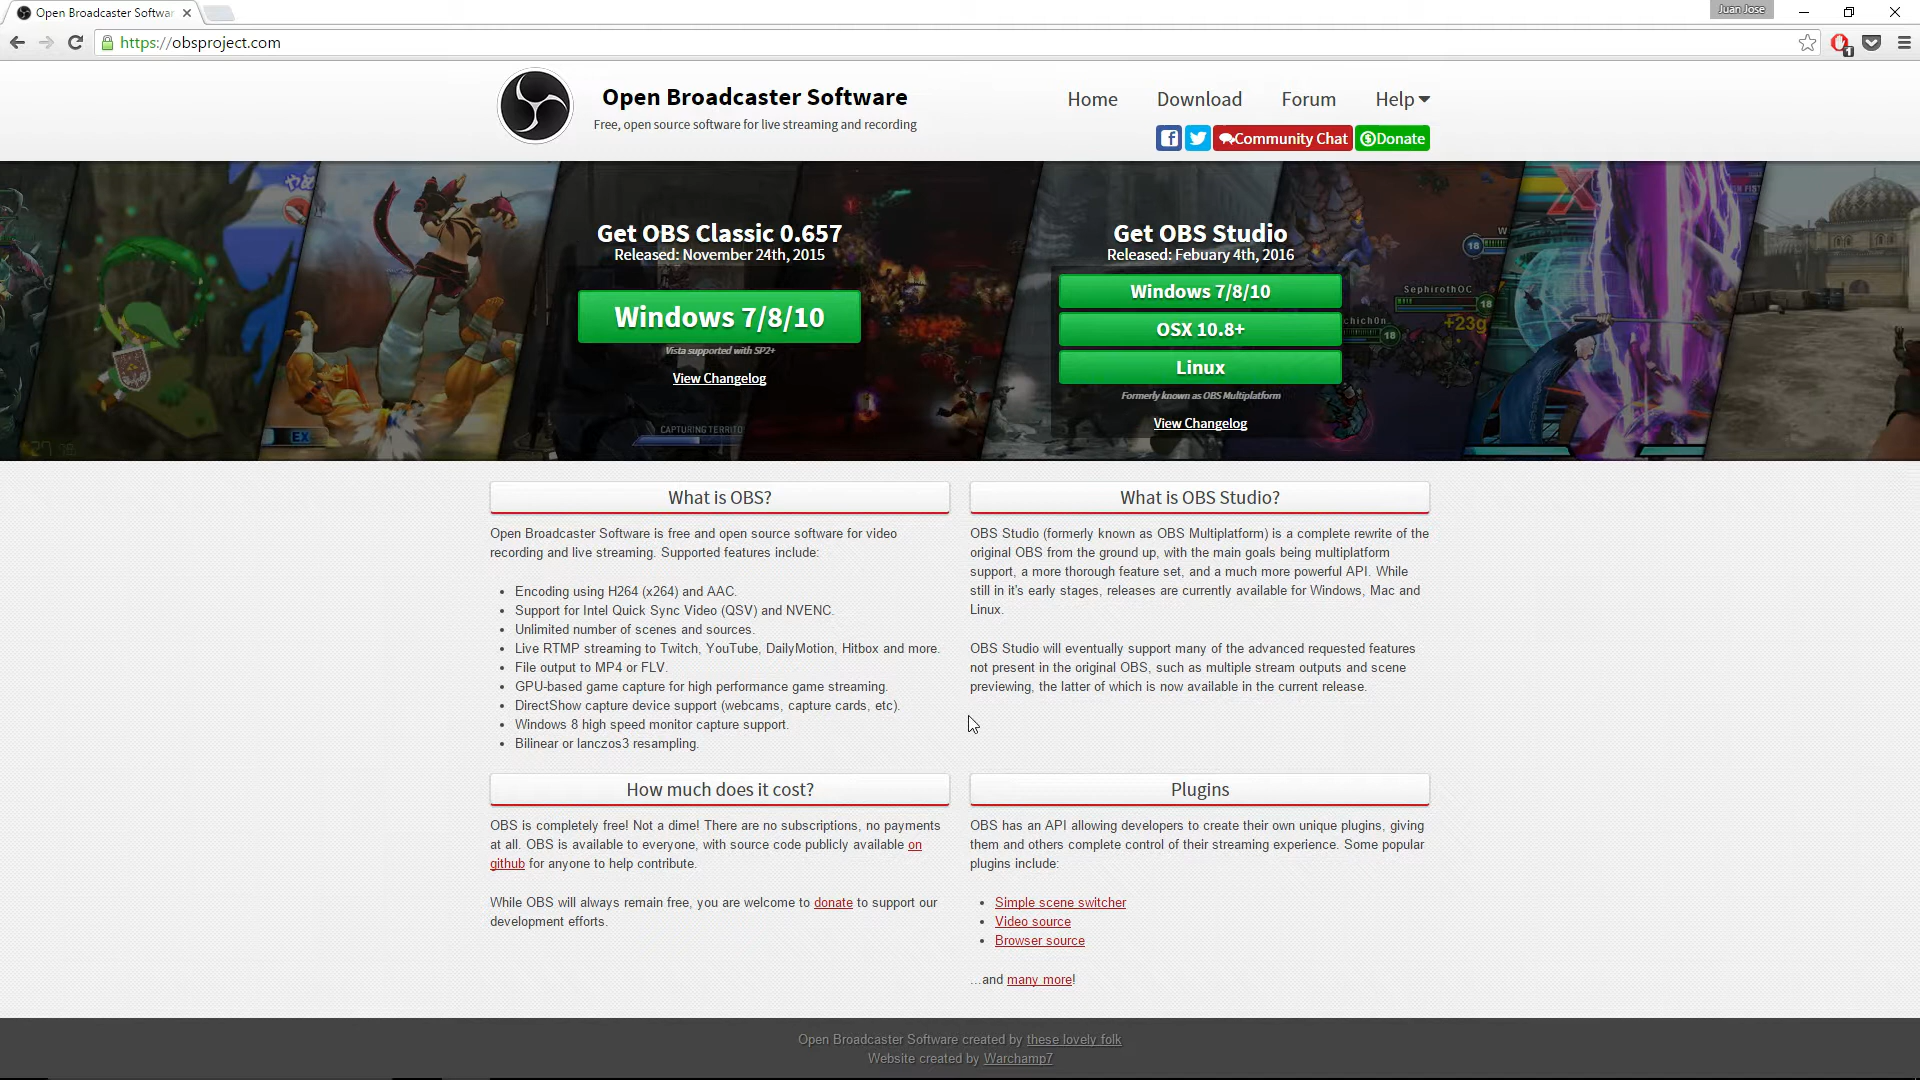 Open Broadcaster Softwar
Juan Jose
https://obsproject.com
1
Open Broadcaster Software
Free, open source software for live streaming and recording
Home
Download
Forum
Help
Community Chat
Donate
Get OBS Classic 0.657
Released: November 24th, 2015
Windows 7/8/10
Vista supported with SP2+
View Changelog
Get OBS Studio
Released: Febuary 4th, 2016
Windows 7/8/10
OSX 10.8+
Linux
Formerly known as OBS Multiplatform
View Changelog
EX
CAPTURING TERRITO
SephirothOC
18
18
18
+23g
What is OBS?
Open Broadcaster Software is free and open source software for video
recording and live streaming. Supported features include:
• Encoding using H264 (x264) and AAC.
• Support for Intel Quick Sync Video (QSV) and NVENC.
• Unlimited number of scenes and sources.
• Live RTMP streaming to Twitch, YouTube, DailyMotion, Hitbox and more.
• File output to MP4 or FLV.
• GPU-based game capture for high performance game streaming.
• DirectShow capture device support (webcams, capture cards, etc).
• Windows 8 high speed monitor capture support.
• Bilinear or lanczos3 resampling.
What is OBS Studio?
OBS Studio (formerly known as OBS Multiplatform) is a complete rewrite of the
original OBS from the ground up, with the main goals being multiplatform
support, a more thorough feature set, and a much more powerful API. While
still in it's early stages, releases are currently available for Windows, Mac and
Linux.
OBS Studio will eventually support many of the advanced requested features
not present in the original OBS, such as multiple stream outputs and scene
previewing, the latter of which is now available in the current release.
How much does it cost?
OBS is completely free! Not a dime! There are no subscriptions, no payments
at all. OBS is available to everyone, with source code publicly available on
github for anyone to help contribute.
While OBS will always remain free, you are welcome to donate to support our
development efforts.
Plugins
OBS has an API allowing developers to create their own unique plugins, giving
them and others complete control of their streaming experience. Some popular
plugins include:
• Simple scene switcher
• Video source
• Browser source
...and many more!
Open Broadcaster Software created by these lovely folk
Website created by Warchamp7